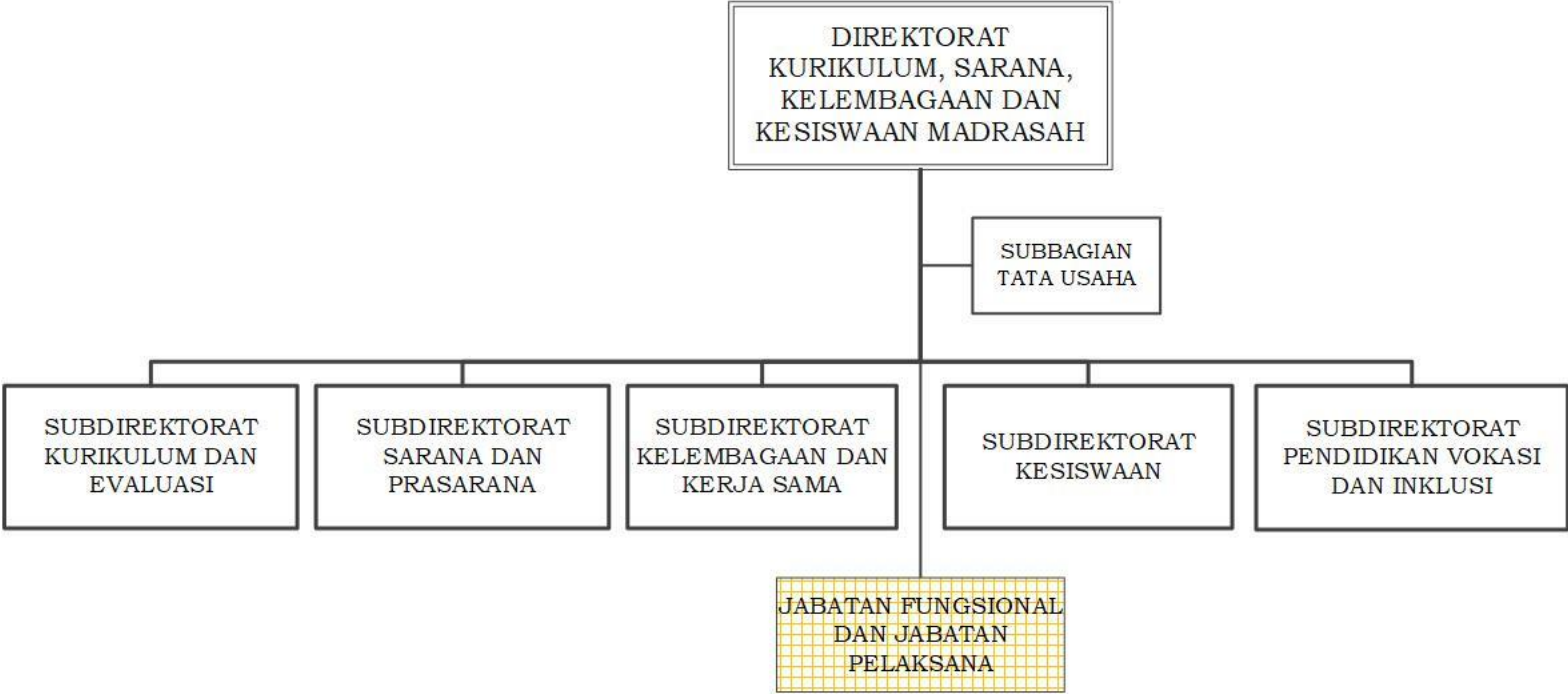 DIREKTORAT
KURIKULUM, SARANA,
KELEMBAGAAN DAN
KESISWAAN MADRASAH
SUBBAGIAN
TATA USAHA
SUBDIREKTORAT
KURIKULUM DAN
EVALUASI
SUBDIREKTORAT
SARANA DAN
PRASARANA
SUBDIREKTORAT
KELEMBAGAAN DAN
KERJA SAMA
SUBDIREKTORAT
KESISWAAN
SUBDIREKTORAT
PENDIDIKAN VOKASI
DAN INKLUSI
JABATAN FUNGSIONAL
DAN JABATAN
PELAKSANA